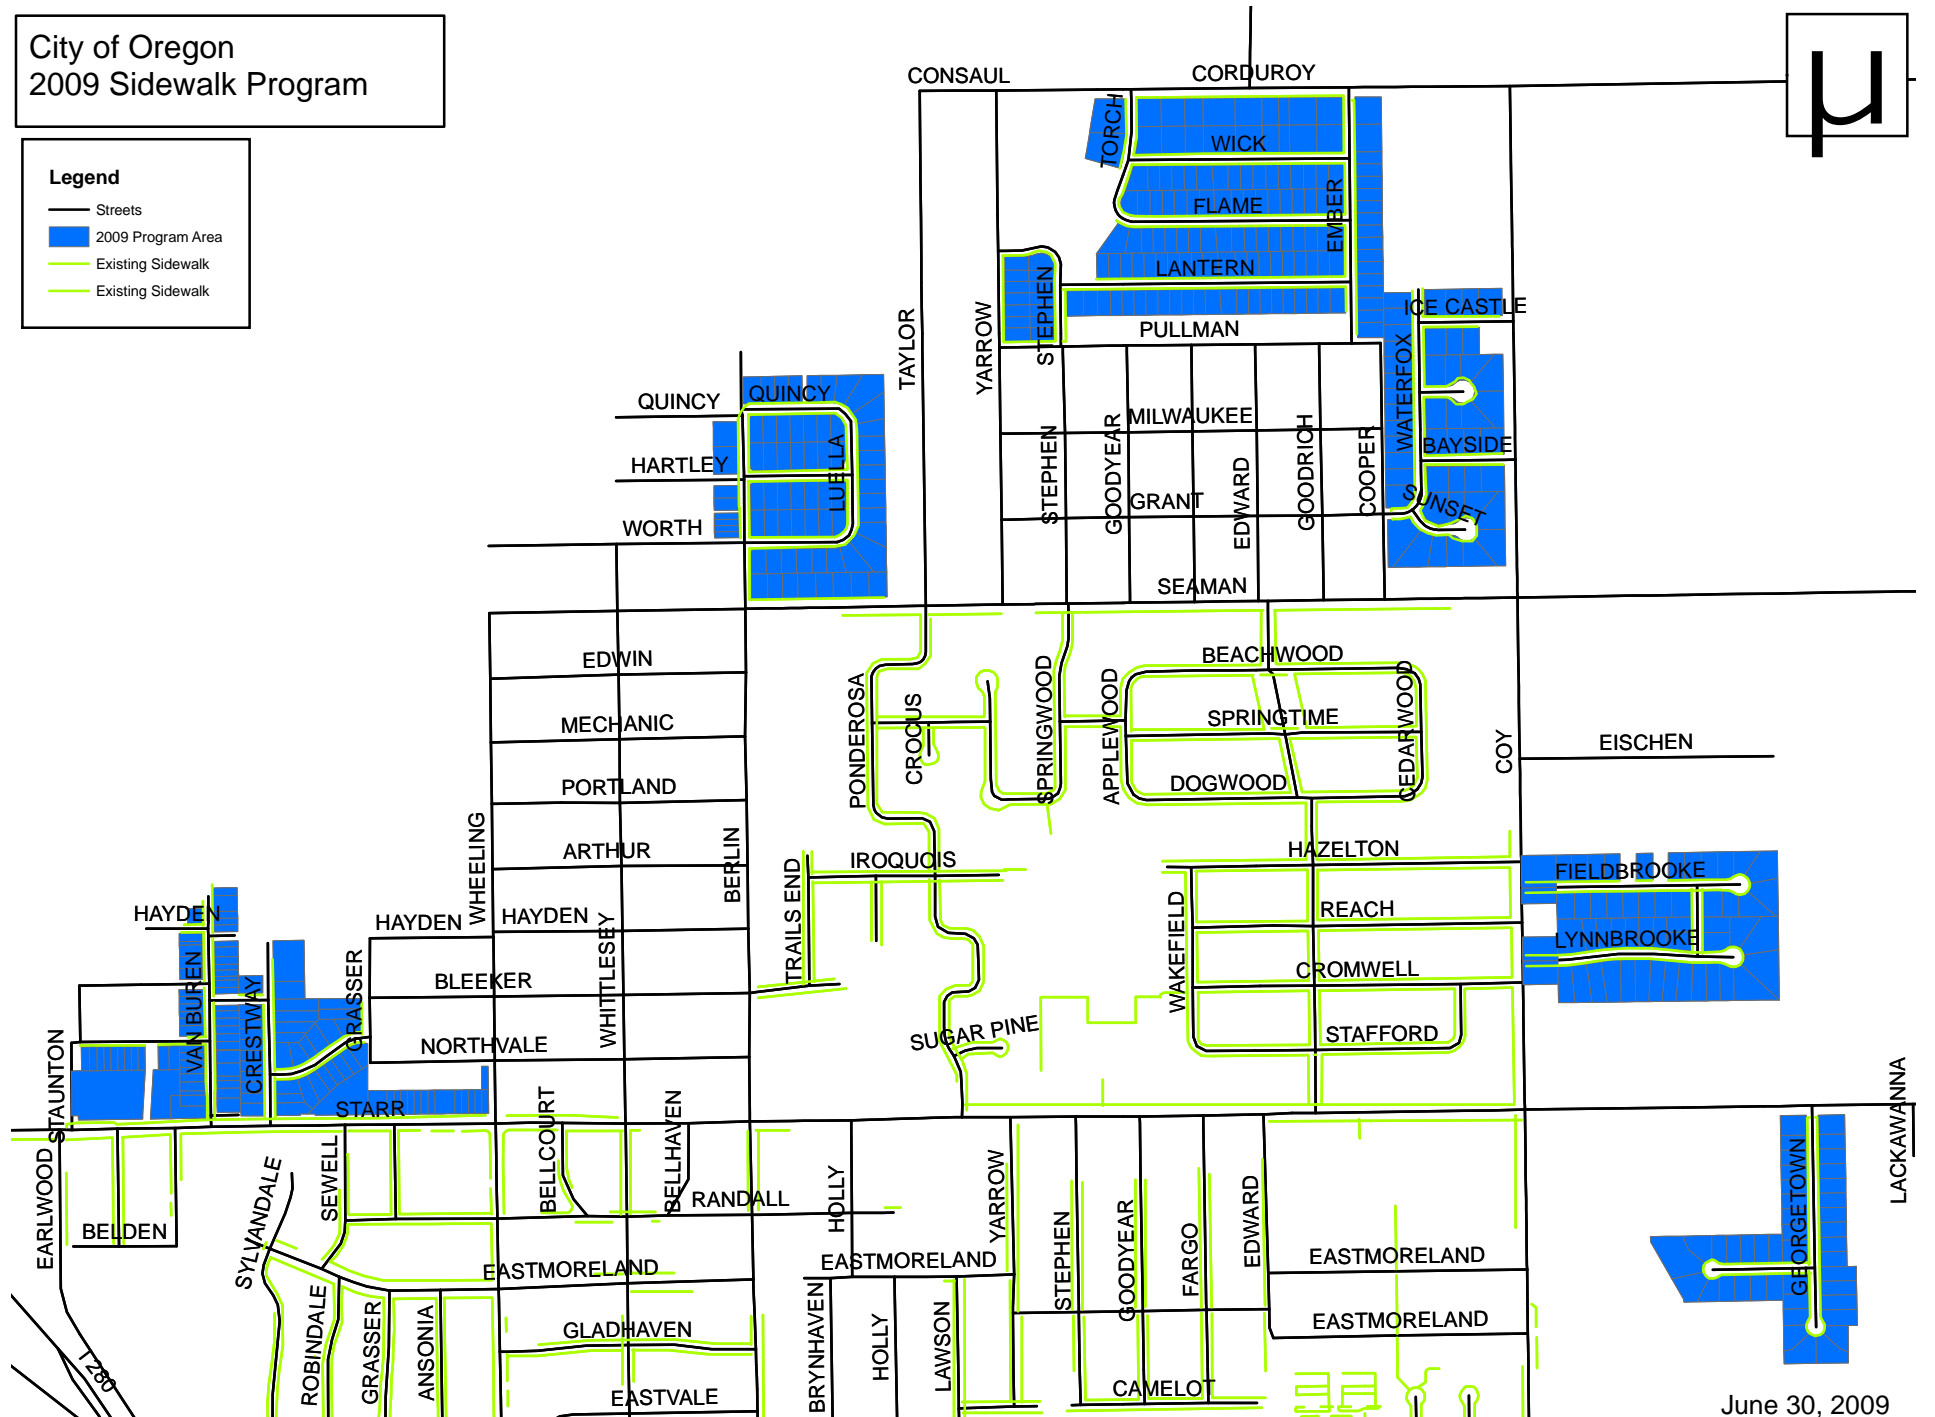 City of Oregon
2009 Sidewalk Program
Legend
Streets
2009 Program Area
Existing Sidewalk
Existing Sidewalk
µ
CONSAUL
CORDUROY
TORCH
WICK
FLAME
EMBER
LANTERN
STEPHEN
PULLMAN
TAYLOR
YARROW
ICE CASTLE
WATERFOX
BAYSIDE
SUNSET
QUINCY
QUINCY
HARTLEY
LUELLA
WORTH
MILWAUKEE
STEPHEN
GOODYEAR
GRANT
EDWARD
GOODRICH
COOPER
SEAMAN
EDWIN
MECHANIC
PORTLAND
ARTHUR
WHEELING
BERLIN
PONDEROSA
CROCUS
SPRINGWOOD
APPLEWOOD
BEACHWOOD
SPRINGTIME
DOGWOOD
CEDARWOOD
COY
EISCHEN
HAYDEN
HAYDEN
HAYDEN
BLEEKER
NORTHVALE
WHITTLESEY
GRASSER
VAN BUREN
CRESTWAY
STARR
STAUNTON
TRAILS END
IROQUOIS
SUGAR PINE
HAZELTON
REACH
CROMWELL
STAFFORD
WAKEFIELD
FIELDBROOKE
LYNNBROOKE
LACKAWANNA
GEORGETOWN
EARLWOOD
BELDEN
SYLVANDALE
SEWELL
BELLCOURT
BELLHAVEN
RANDALL
HOLLY
YARROW
STEPHEN
GOODYEAR
FARGO
EDWARD
EASTMORELAND
EASTMORELAND
EASTMORELAND
EASTMORELAND
ROBINDALE
GRASSER
ANSONIA
GLADHAVEN
EASTVALE
BRYNHAVEN
HOLLY
LAWSON
CAMELOT
I 280
June 30, 2009